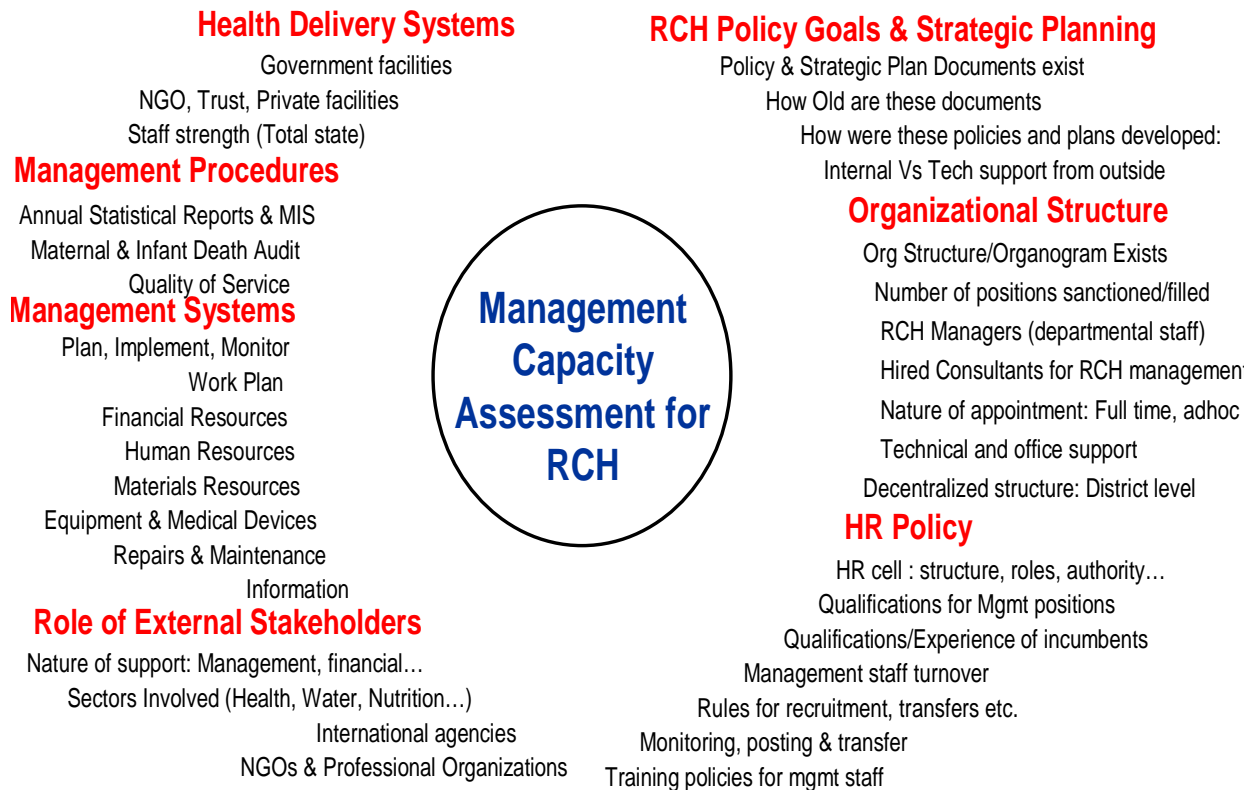 Health Delivery Systems
Government facilities
NGO, Trust, Private facilities
Staff strength (Total state)
Management Procedures
Annual Statistical Reports & MIS
Maternal & Infant Death Audit
Quality of Service
Management Systems
Plan, Implement, Monitor
Work Plan
Financial Resources
Human Resources
Materials Resources
Equipment & Medical Devices
Repairs & Maintenance
Information
Role of External Stakeholders
Nature of support: Management, financial…
Sectors Involved (Health, Water, Nutrition…)
International agencies
NGOs & Professional Organizations
Management
Capacity
Assessment for
RCH
RCH Policy Goals & Strategic Planning
Policy & Strategic Plan Documents exist
How Old are these documents
How were these policies and plans developed:
Internal Vs Tech support from outside
Organizational Structure
Org Structure/Organogram Exists
Number of positions sanctioned/filled
RCH Managers (departmental staff)
Hired Consultants for RCH management
Nature of appointment: Full time, adhoc
Technical and office support
Decentralized structure: District level
HR Policy
HR cell : structure, roles, authority…
Qualifications for Mgmt positions
Qualifications/Experience of incumbents
Management staff turnover
Rules for recruitment, transfers etc.
Monitoring, posting & transfer
Training policies for mgmt staff